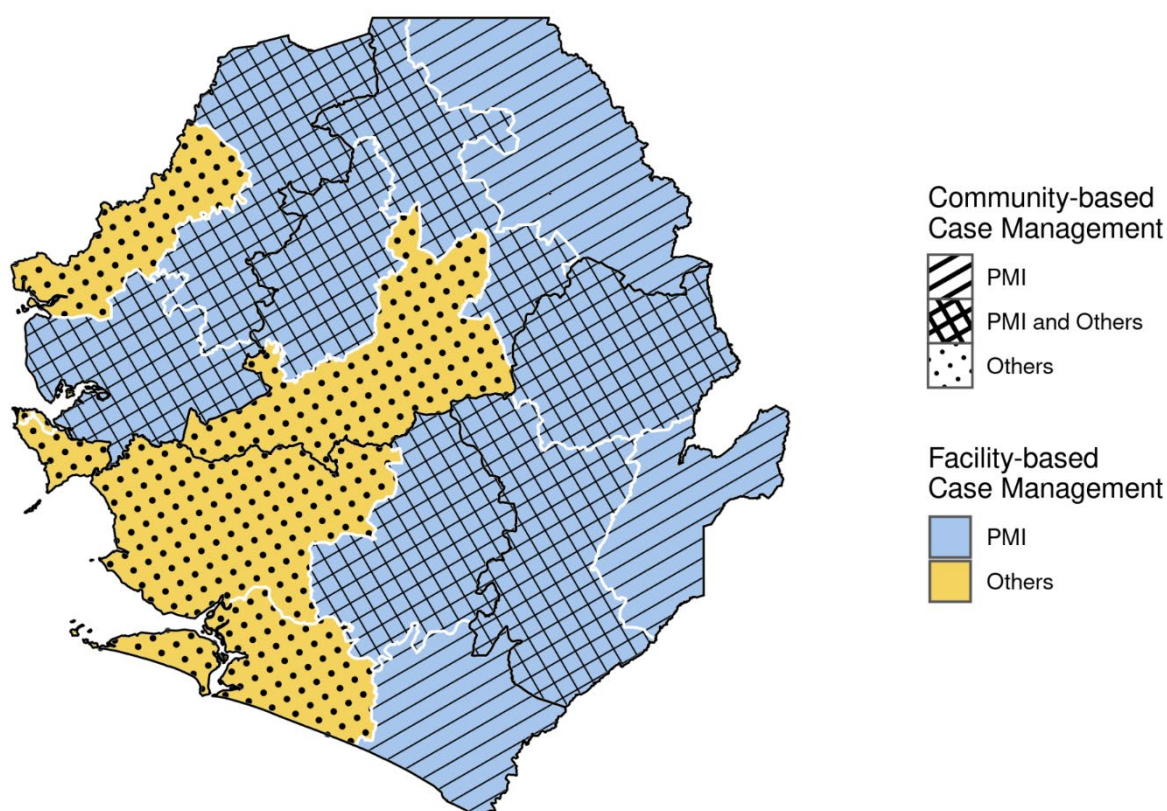 Community-based
Case Management
PMI
PMI and Others
Others
Facility-based
Case Management
PMI
Others